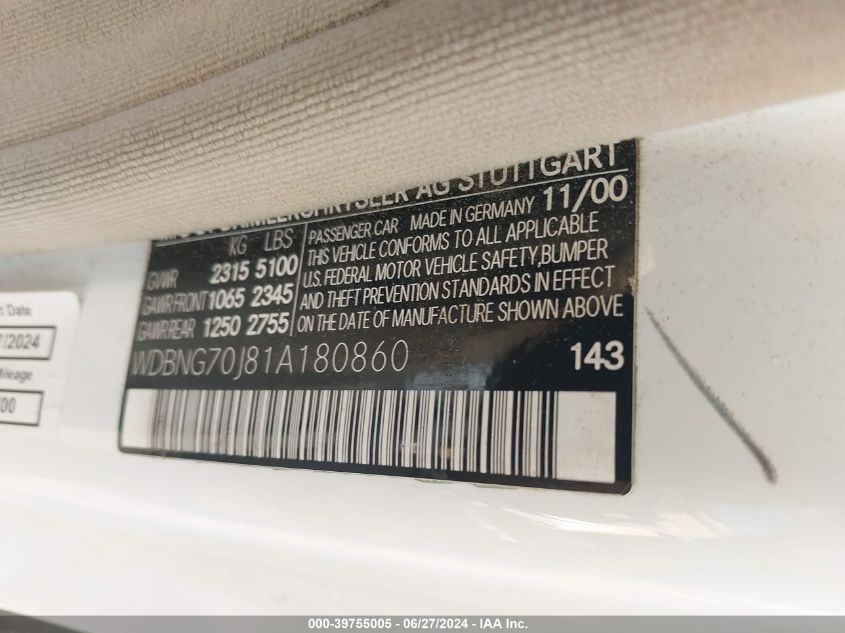 DAIMLERCHRYSLER AG STUTTGART
11/00
KG LBS
GVWR 2315 5100
GAWR FRONT 1065 2345
GAWR REAR 1250 2755
PASSENGER CAR MADE IN GERMANY
THIS VEHICLE CONFORMS TO ALL APPLICABLE
U.S. FEDERAL MOTOR VEHICLE SAFETY,BUMPER
AND THEFT PREVENTION STANDARDS IN EFFECT
ON THE DATE OF MANUFACTURE SHOWN ABOVE
WDBNG70J81A180860
143
Date
7/2024
Mileage
00
000-39755005 - 06/27/2024 - IAA Inc.